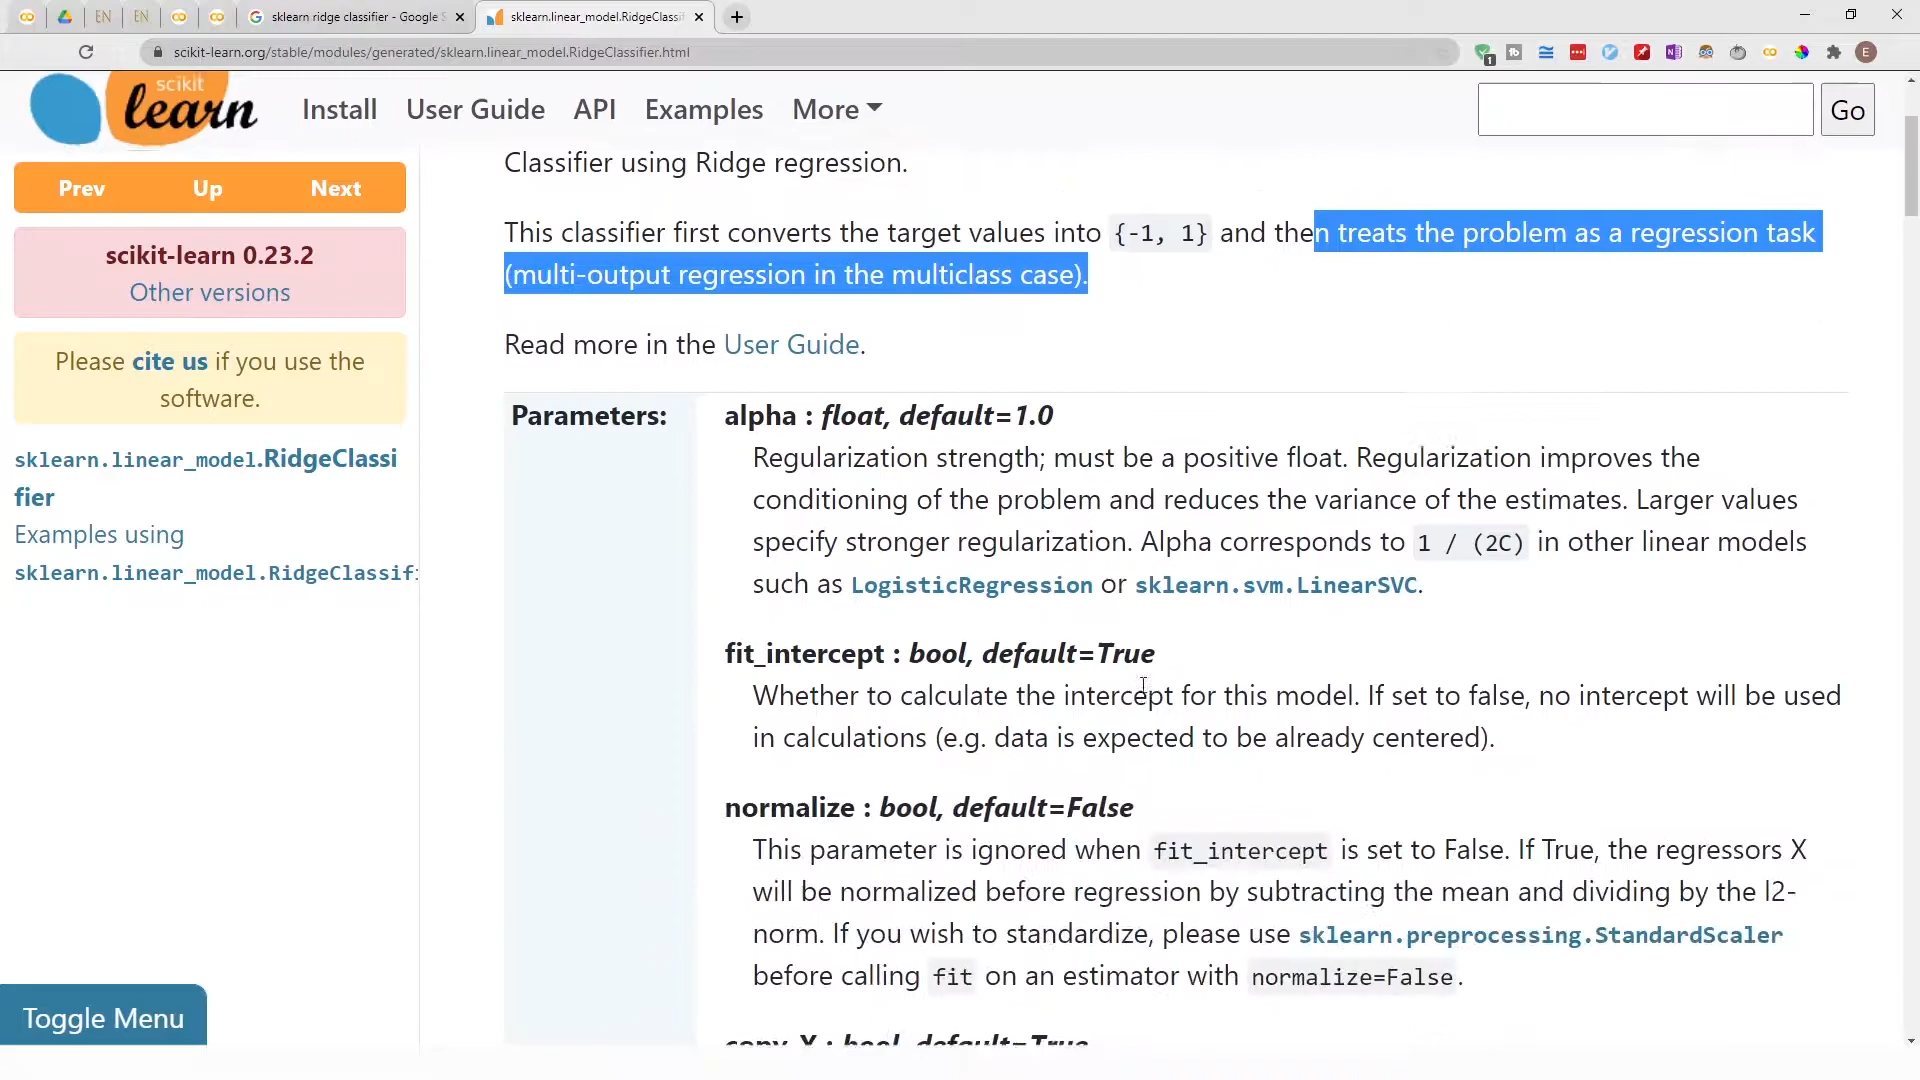 EN
EN
sklearn ridge classifier - Google S
sklearn.linear_model.RidgeClassif
scikit-learn.org/stable/modules/generated/sklearn.linear_model.RidgeClassifier.html
E
scikit
learn
Install User Guide API Examples More
Go
Prev Up Next
scikit-learn 0.23.2
Other versions
Please cite us if you use the
software.
sklearn.linear_model.RidgeClassi
fier
Examples using
sklearn.linear_model.RidgeClassifi
Toggle Menu
Classifier using Ridge regression.
This classifier first converts the target values into {-1, 1} and then treats the problem as a regression task
(multi-output regression in the multiclass case).
Read more in the User Guide.
Parameters:
alpha : float, default=1.0
Regularization strength; must be a positive float. Regularization improves the
conditioning of the problem and reduces the variance of the estimates. Larger values
specify stronger regularization. Alpha corresponds to 1 / (2C) in other linear models
such as LogisticRegression or sklearn.svm.LinearSVC.
fit_intercept : bool, default=True
Whether to calculate the intercept for this model. If set to false, no intercept will be used
in calculations (e.g. data is expected to be already centered).
normalize : bool, default=False
This parameter is ignored when fit_intercept is set to False. If True, the regressors X
will be normalized before regression by subtracting the mean and dividing by the l2-
norm. If you wish to standardize, please use sklearn.preprocessing.StandardScaler
before calling fit on an estimator with normalize=False.
copy_X : bool, default=True